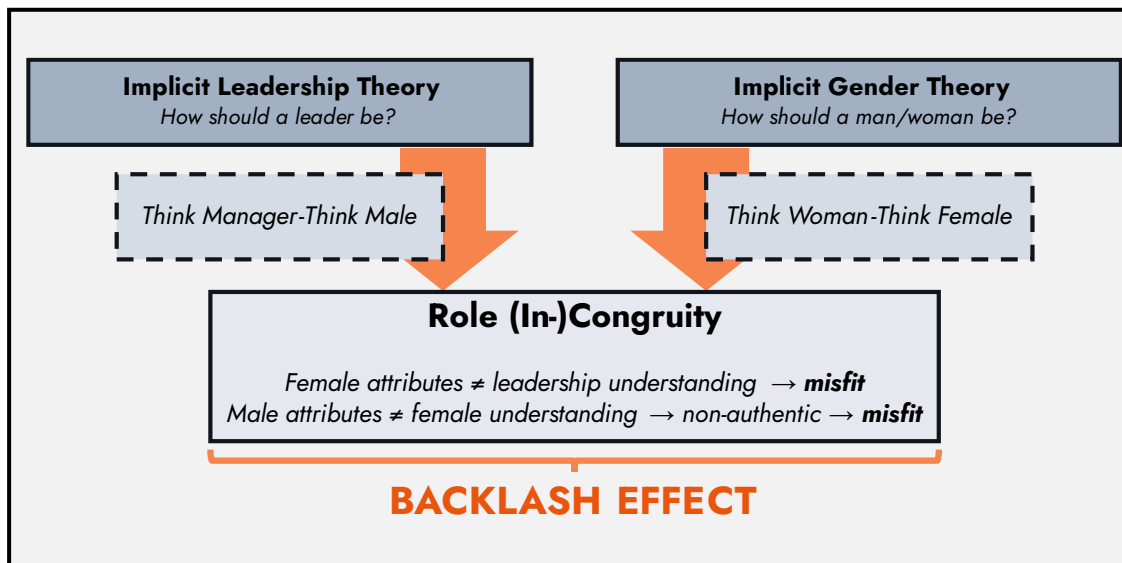 Implicit Leadership Theory
How should a leader be?
Implicit Gender Theory
How should a man/woman be?
Think Manager-Think Male
Think Woman-Think Female
Role (In-)Congruity
Female attributes ≠ leadership understanding → misfit
Male attributes ≠ female understanding → non-authentic → misfit
BACKLASH EFFECT